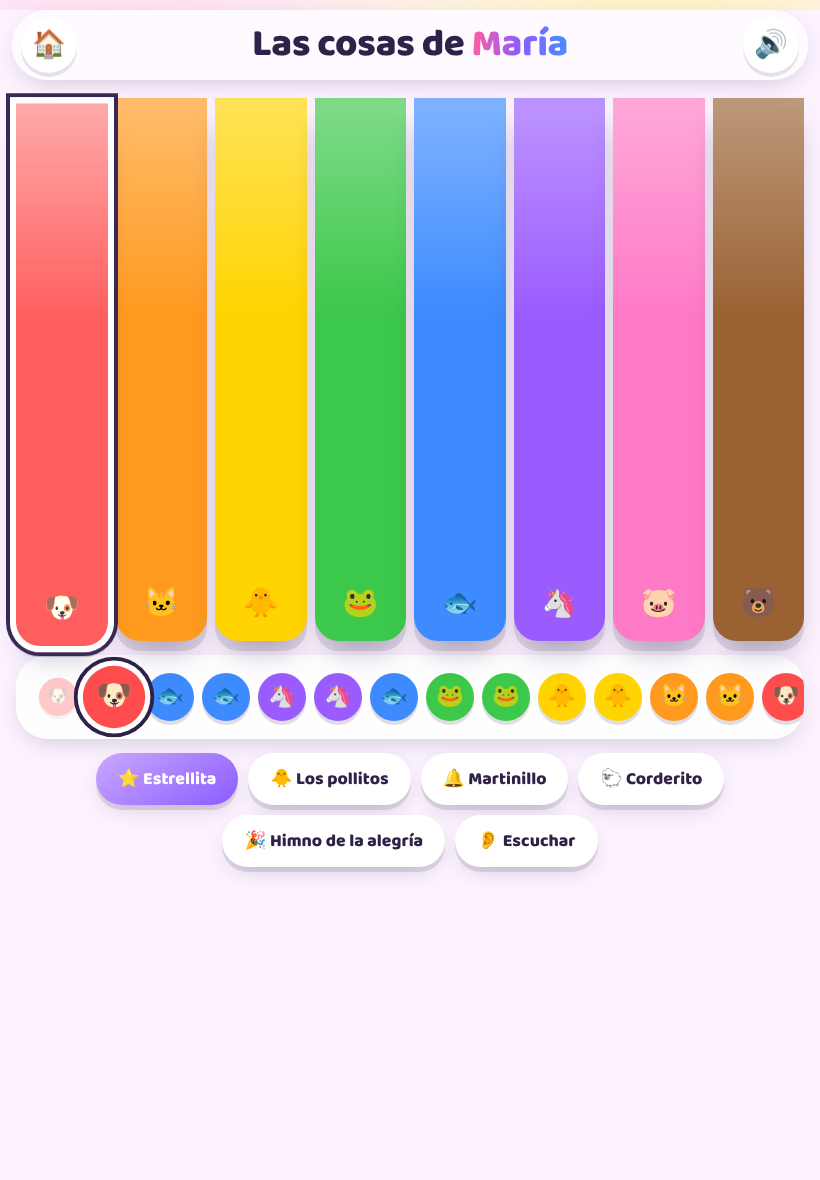 Las cosas de María
Estrellita
Los pollitos
Martinillo
Corderito
Himno de la alegría
Escuchar